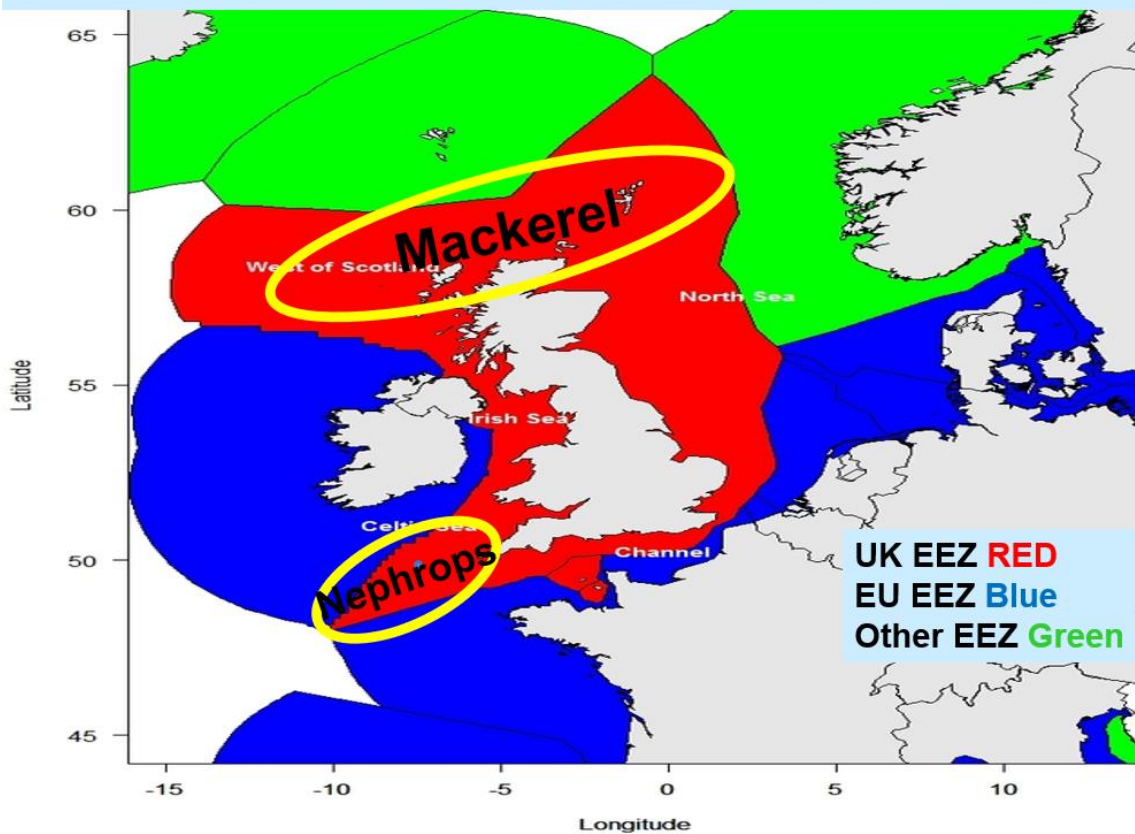 65
60
55
50
45
Latitude
-15
-10
-5
0
5
10
Longitude
Mackerel
West of Scotland
North Sea
Irish Sea
Celtic Sea
Nephrops
Channel
UK EEZ RED
EU EEZ Blue
Other EEZ Green